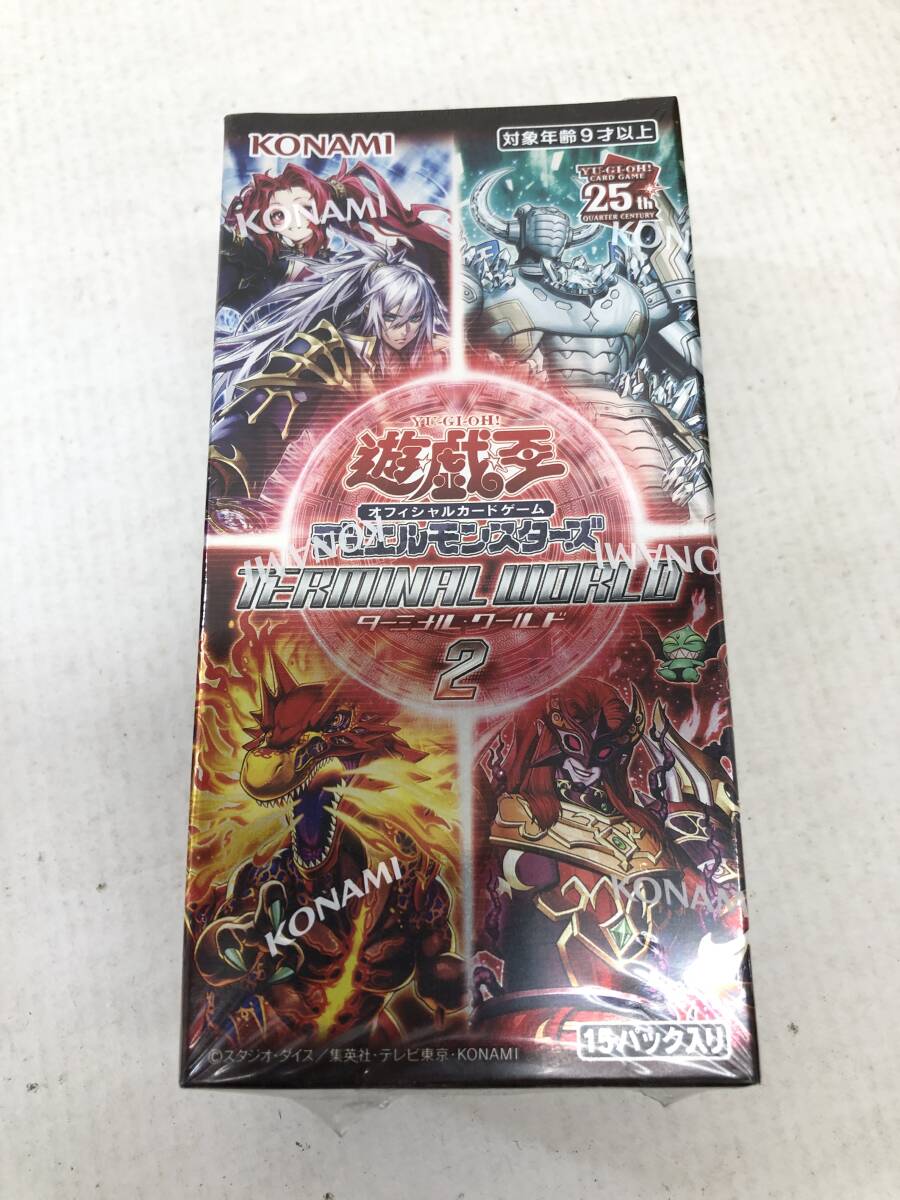 KONAMI
対象年齢9才以上
YU-GI-OH!
CARD GAME
25th
QUARTER CENTURY
KONAMI
KON
YU-GI-OH!
遊戯王
オフィシャルカードゲーム
デュエルモンスターズ
KONAMI
KONAMI
KONA
TERMINAL WORLD
ターミナル・ワールド
2
KONAMI
KONAM
15パック入り
©スタジオ・ダイス/集英社・テレビ東京・KONAMI